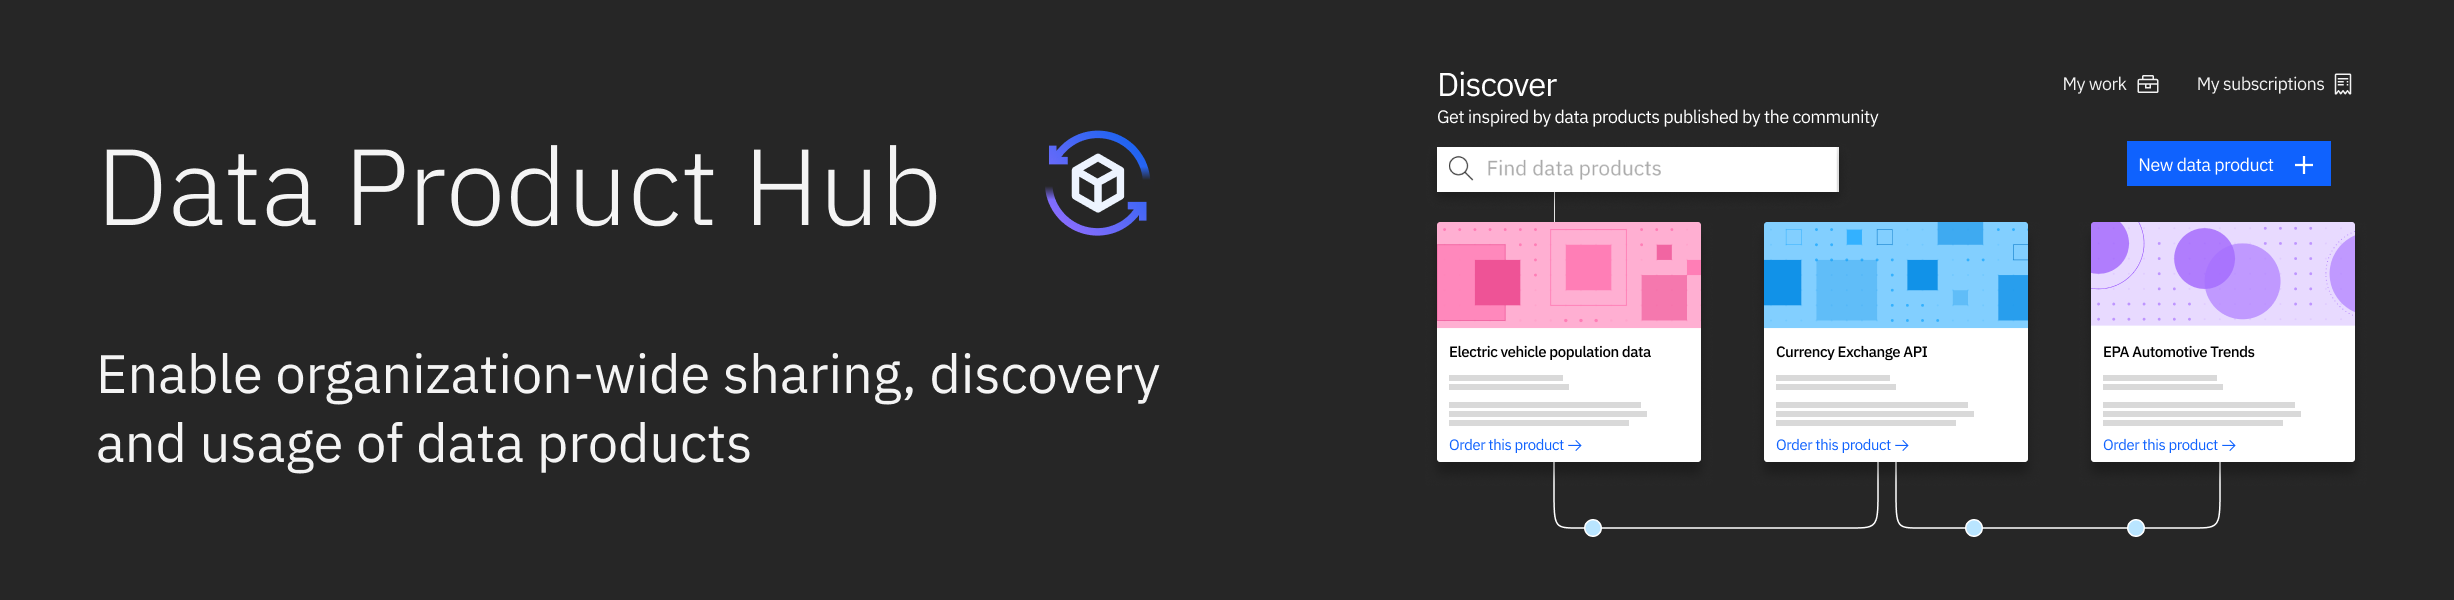 Data Product Hub
Enable organization-wide sharing, discovery
and usage of data products
Discover
Get inspired by data products published by the community
My work
My subscriptions
Find data products
New data product
Electric vehicle population data
Order this product
Currency Exchange API
Order this product
EPA Automotive Trends
Order this product